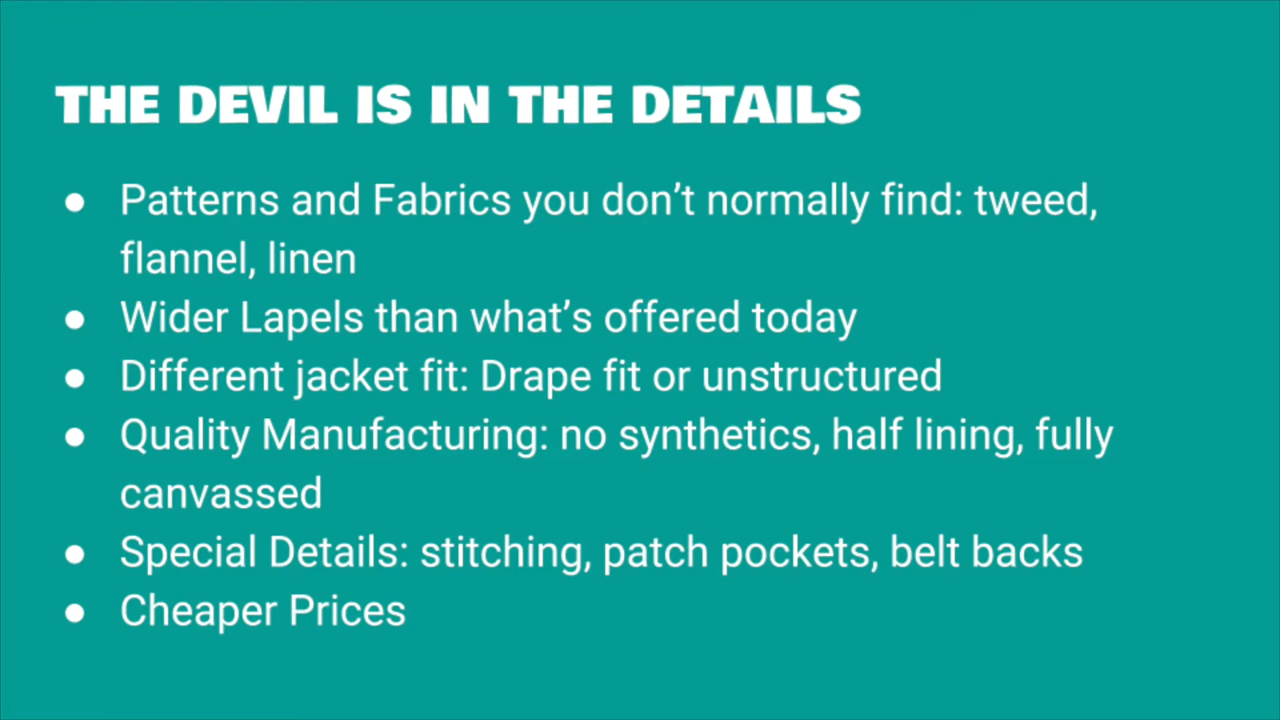 THE DEVIL IS IN THE DETAILS
● Patterns and Fabrics you don’t normally find: tweed,
flannel, linen
● Wider Lapels than what’s offered today
● Different jacket fit: Drape fit or unstructured
● Quality Manufacturing: no synthetics, half lining, fully
canvassed
● Special Details: stitching, patch pockets, belt backs
● Cheaper Prices